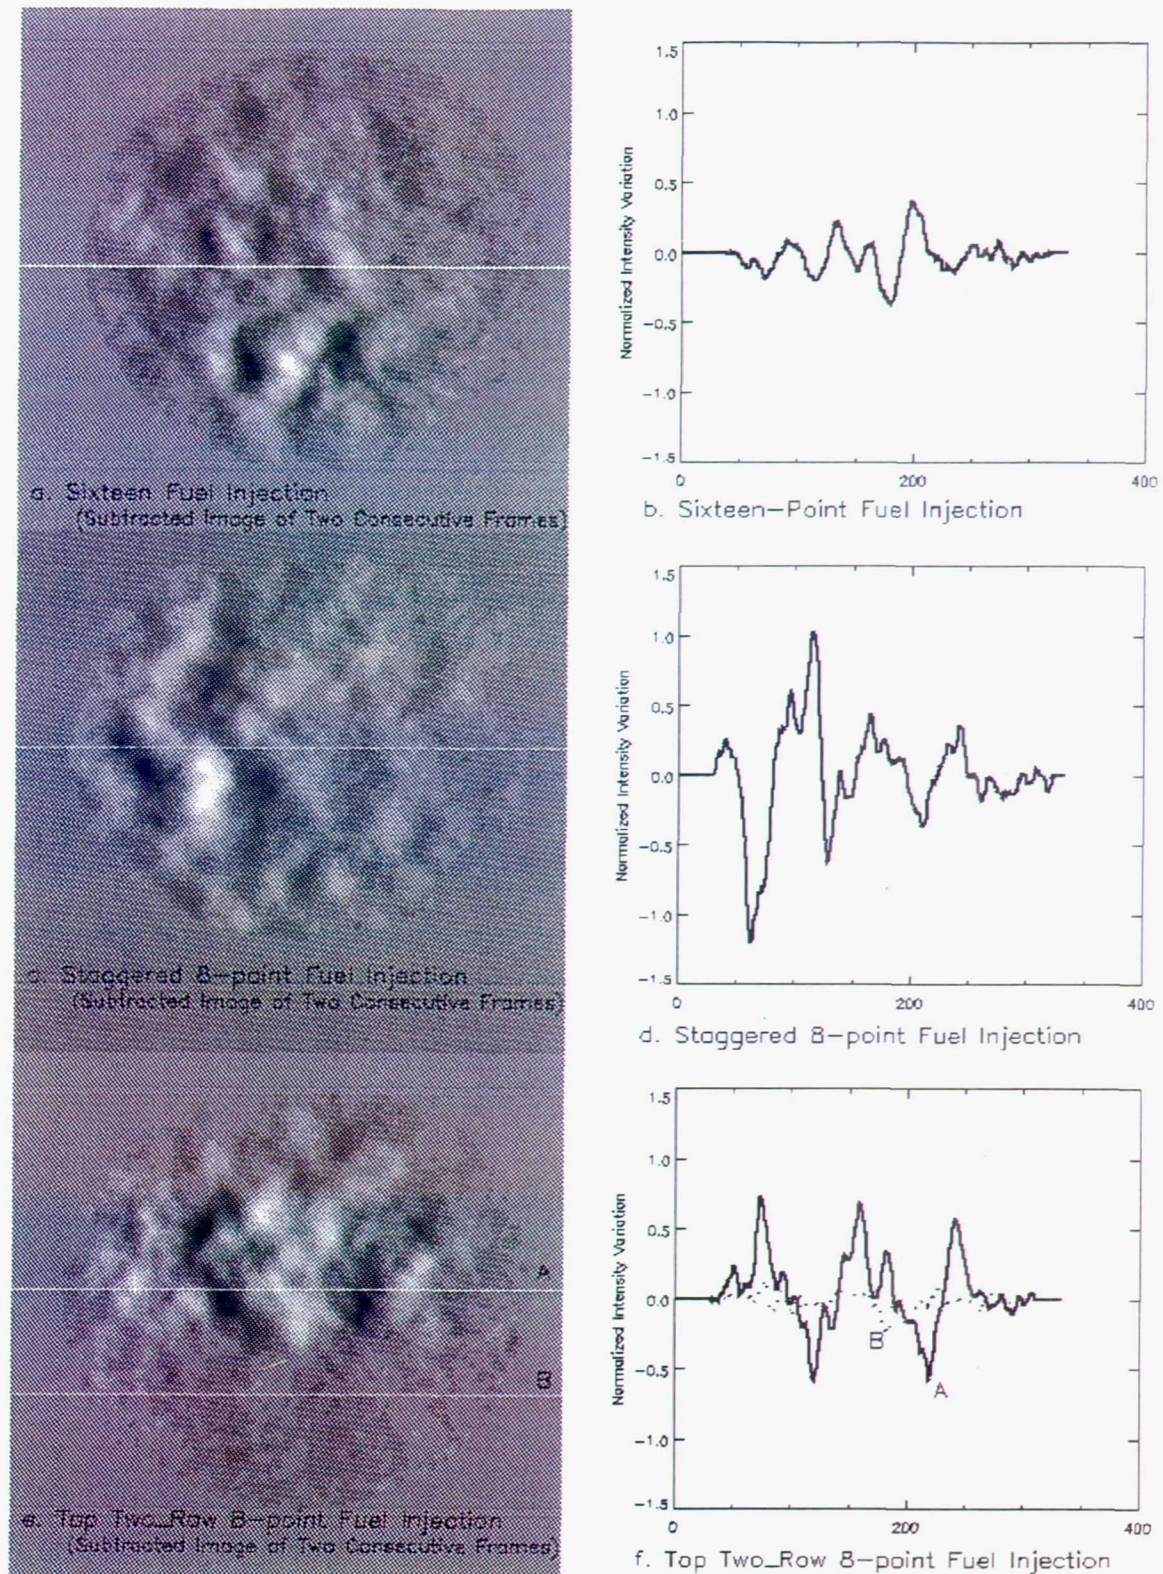 1.5
1.0
0.5
0.0
-0.5
-1.0
-1.5
Normalized Intensity Variation
0
200
400
a. Sixteen Fuel Injection
(Subtracted Image of Two Consecutive Frames)
b. Sixteen-Point Fuel Injection
1.5
1.0
0.5
0.0
-0.5
-1.0
-1.5
Normalized Intensity Variation
0
200
400
c. Staggered 8-point Fuel Injection
(Subtracted Image of Two Consecutive Frames)
d. Staggered 8-point Fuel Injection
A
B
1.5
1.0
0.5
0.0
-0.5
-1.0
-1.5
Normalized Intensity Variation
B
A
0
200
400
e. Top Two_Row 8-point Fuel Injection
(Subtracted Image of Two Consecutive Frames)
f. Top Two_Row 8-point Fuel Injection